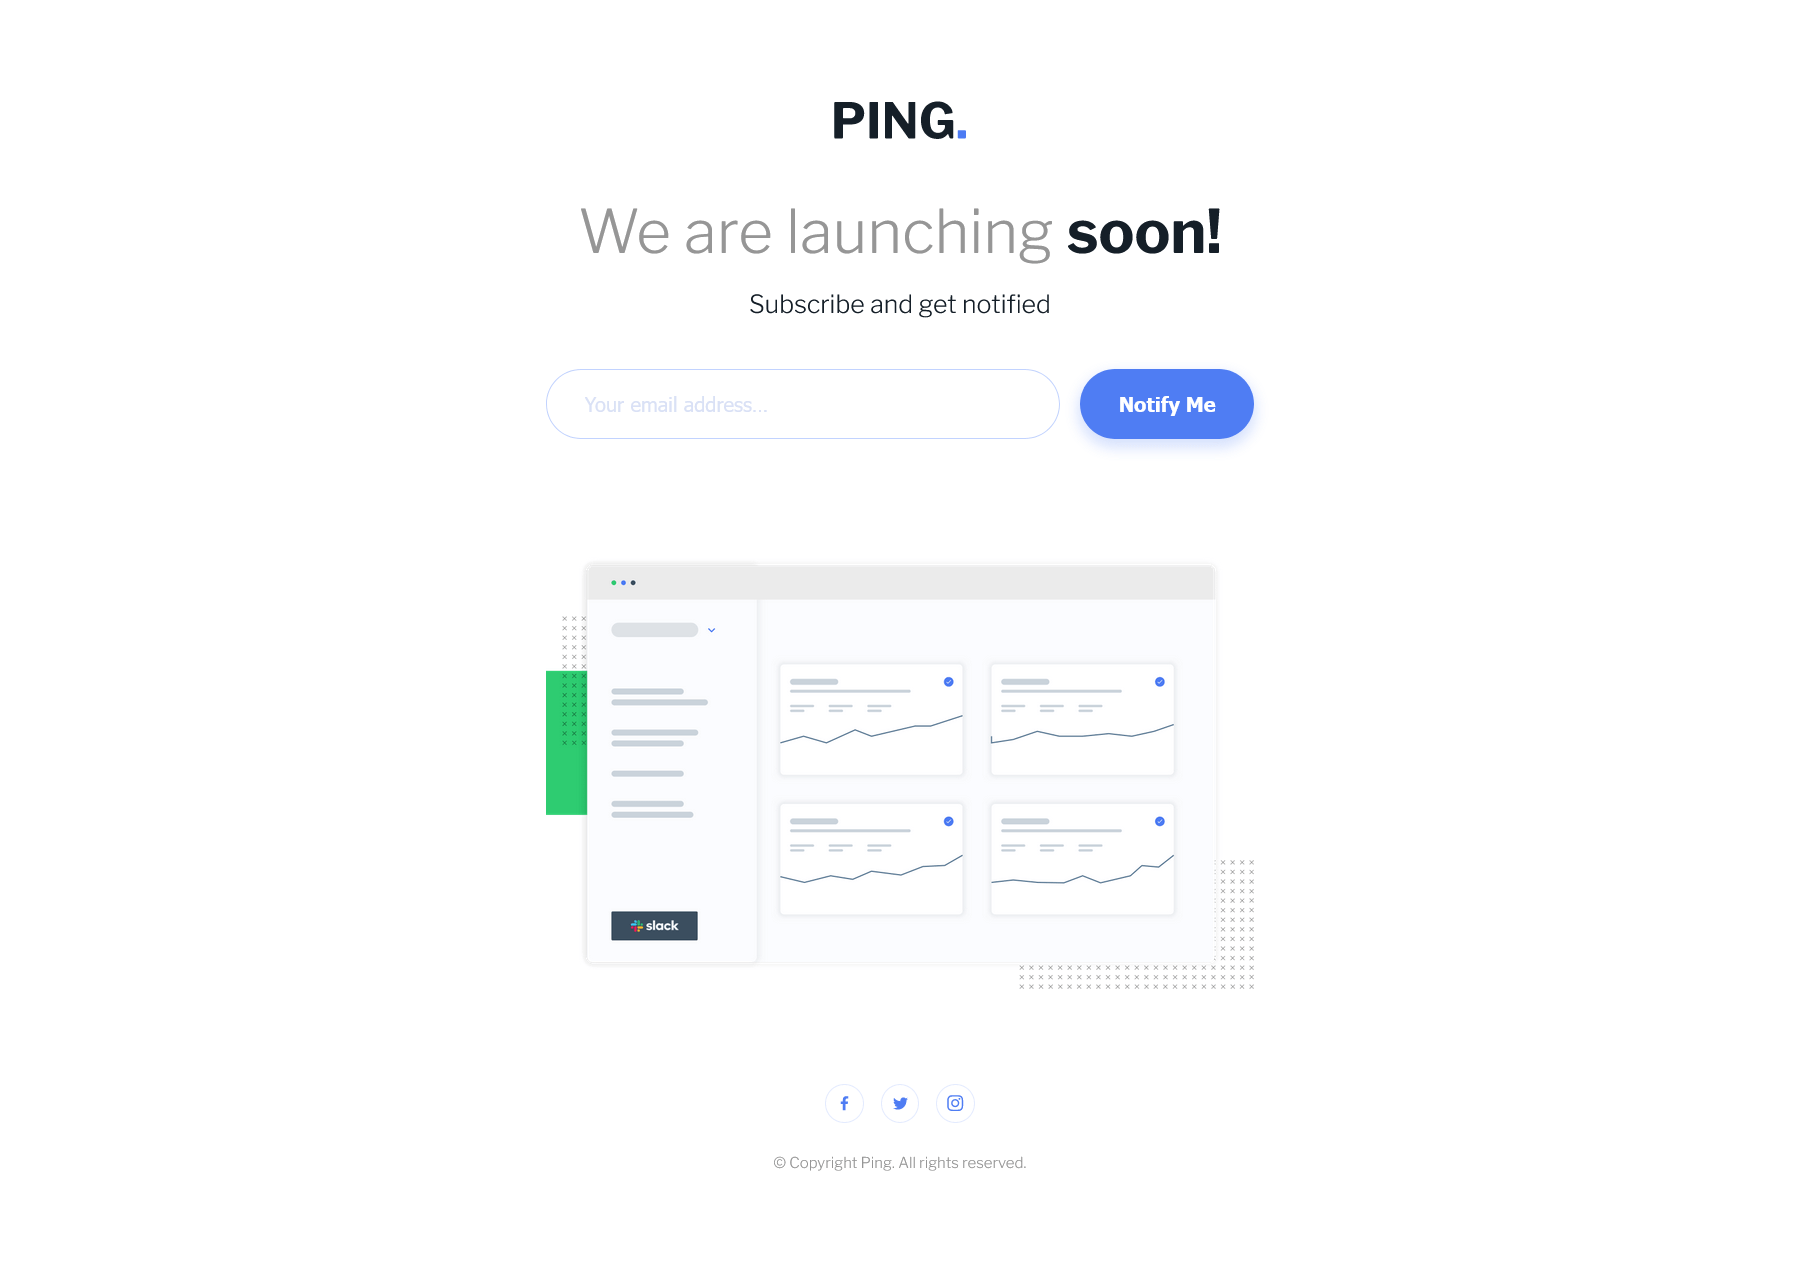 PING.
We are launching soon!
Subscribe and get notified
Your email address...
Notify Me
slack
© Copyright Ping. All rights reserved.